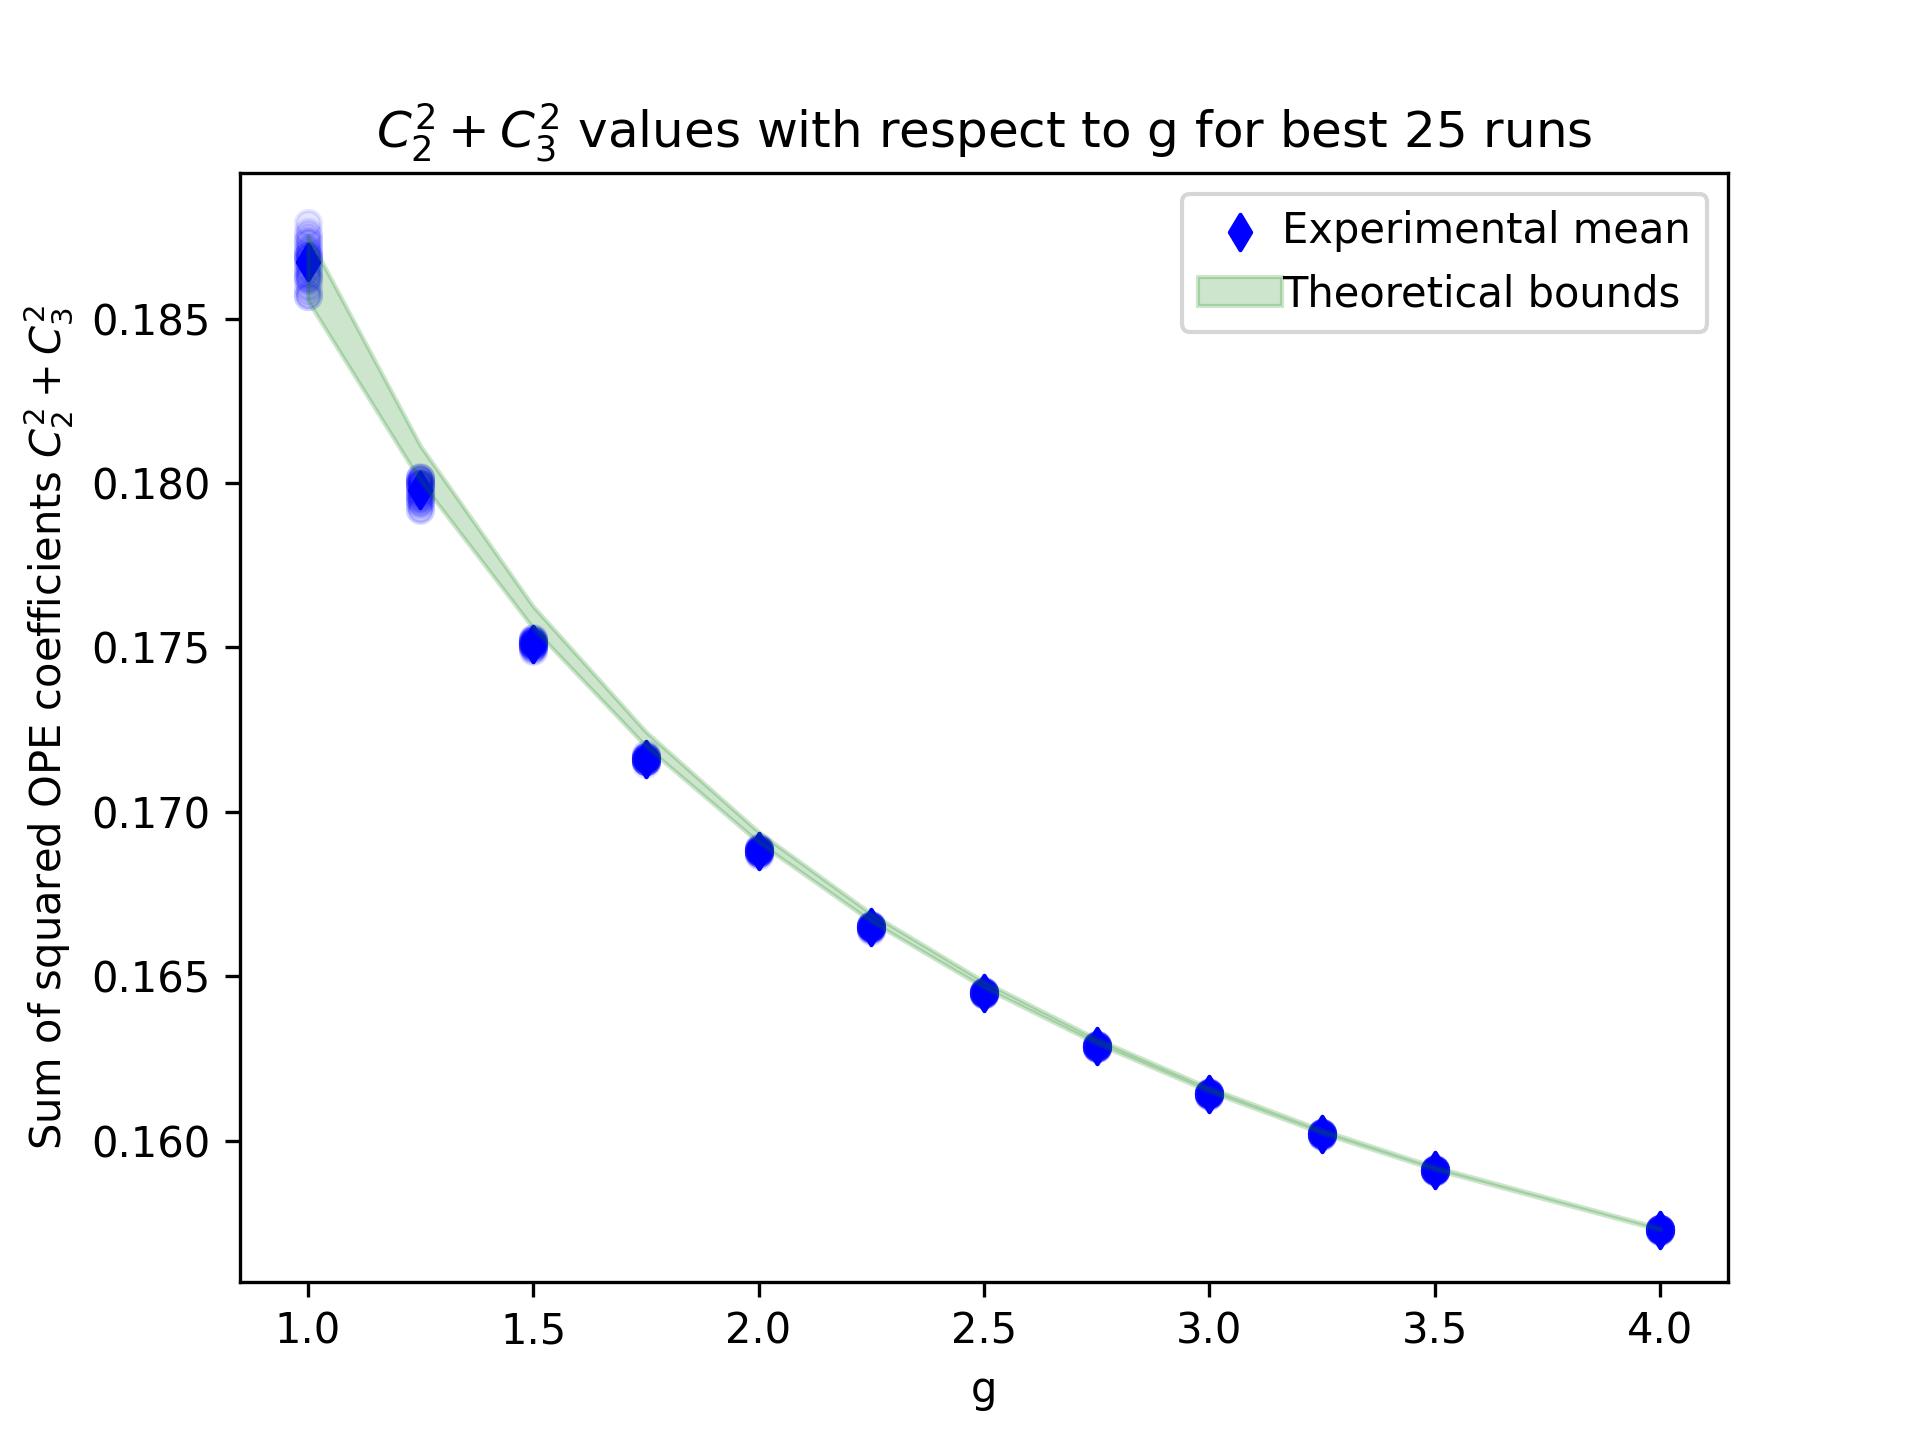 $C_2^2 + C_3^2$ values with respect to g for best 25 runs
Experimental mean
Theoretical bounds
Sum of squared OPE coefficients $C_2^2 + C_3^2$
0.185
0.180
0.175
0.170
0.165
0.160
1.0 1.5 2.0 2.5 3.0 3.5 4.0
g